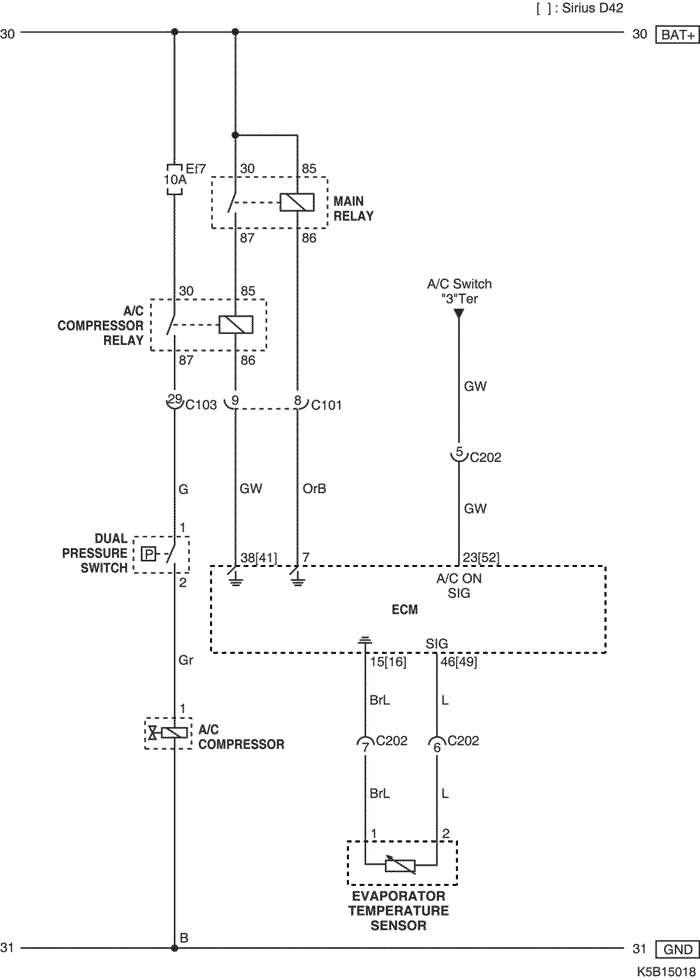 [ ] : Sirius D42
30
30 BAT+
Ef7
10A
30
85
MAIN
RELAY
87
86
A/C Switch
"3"Ter
30
85
A/C
COMPRESSOR
RELAY
87
86
GW
29
C103
9
8
C101
5
C202
G
GW
OrB
GW
1
DUAL
PRESSURE
SWITCH
P
2
38[41]
7
23[52]
A/C ON
SIG
ECM
SIG
15[16]
46[49]
Gr
BrL
L
1
A/C
COMPRESSOR
7
C202
6
C202
BrL
L
1
2
EVAPORATOR
TEMPERATURE
SENSOR
B
31
31 GND
K5B15018